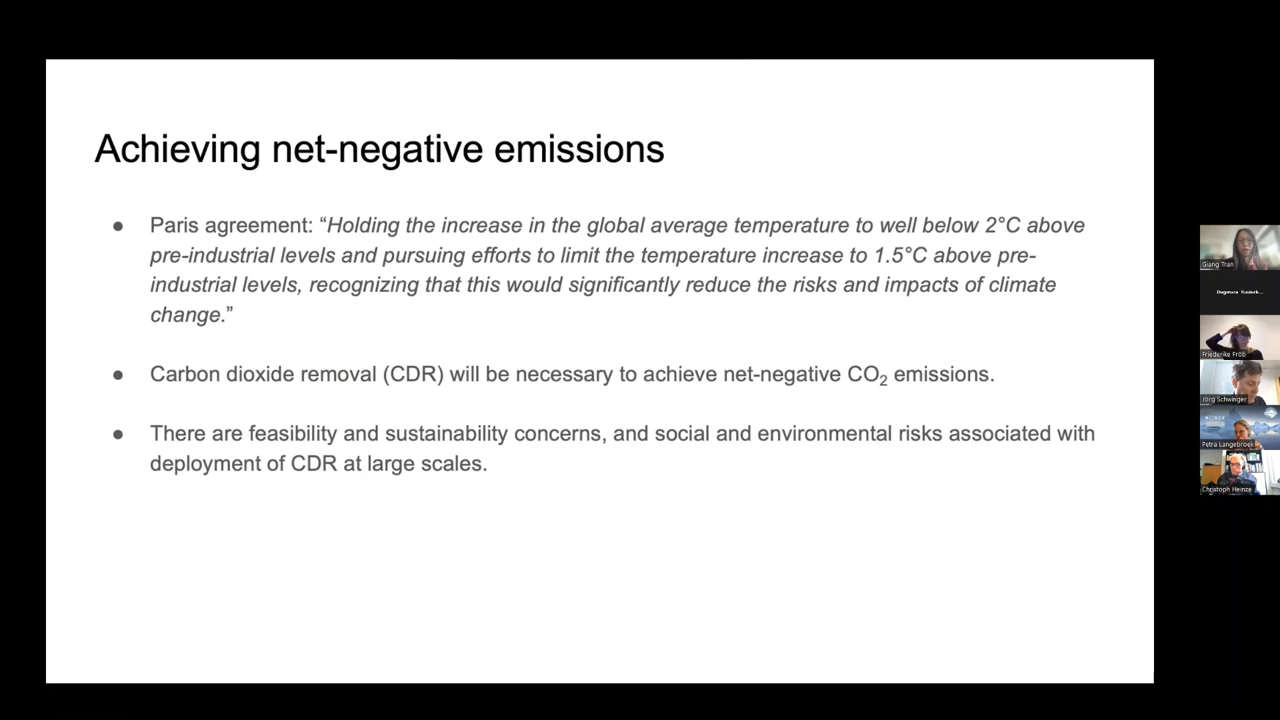 Achieving net-negative emissions
● Paris agreement: “Holding the increase in the global average temperature to well below 2°C above
pre-industrial levels and pursuing efforts to limit the temperature increase to 1.5°C above pre-
industrial levels, recognizing that this would significantly reduce the risks and impacts of climate
change.”
● Carbon dioxide removal (CDR) will be necessary to achieve net-negative CO₂ emissions.
● There are feasibility and sustainability concerns, and social and environmental risks associated with
deployment of CDR at large scales.
Giang Tran
Friederike Fröb
Jörg Schwinger
Petra Langebroek
Christoph Heinze